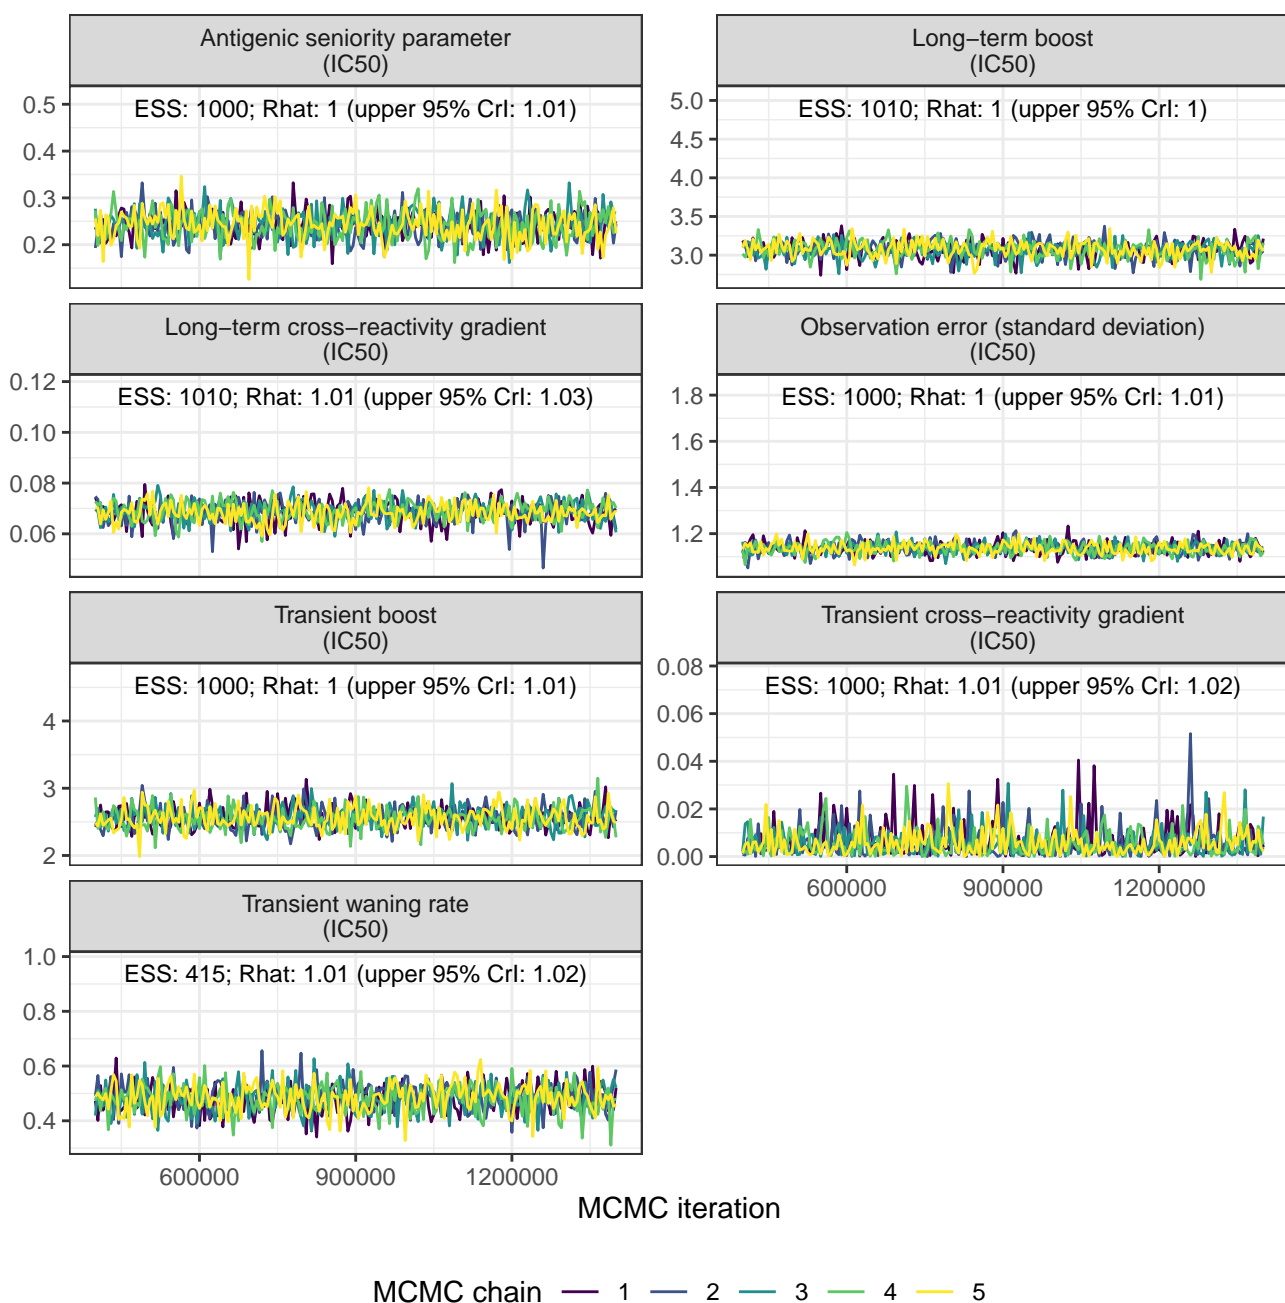 Antigenic seniority parameter
(IC50)
ESS: 1000; Rhat: 1 (upper 95% CrI: 1.01)
0.5
0.4
0.3
0.2
Long−term boost
(IC50)
ESS: 1010; Rhat: 1 (upper 95% CrI: 1)
5.0
4.5
4.0
3.5
3.0
Long−term cross−reactivity gradient
(IC50)
ESS: 1010; Rhat: 1.01 (upper 95% CrI: 1.03)
0.12
0.10
0.08
0.06
Observation error (standard deviation)
(IC50)
ESS: 1000; Rhat: 1 (upper 95% CrI: 1.01)
1.8
1.6
1.4
1.2
Transient boost
(IC50)
ESS: 1000; Rhat: 1 (upper 95% CrI: 1.01)
4
3
2
Transient cross−reactivity gradient
(IC50)
ESS: 1000; Rhat: 1.01 (upper 95% CrI: 1.02)
0.08
0.06
0.04
0.02
0.00
600000 900000 1200000
Transient waning rate
(IC50)
ESS: 415; Rhat: 1.01 (upper 95% CrI: 1.02)
1.0
0.8
0.6
0.4
600000 900000 1200000
MCMC iteration
MCMC chain 1 2 3 4 5